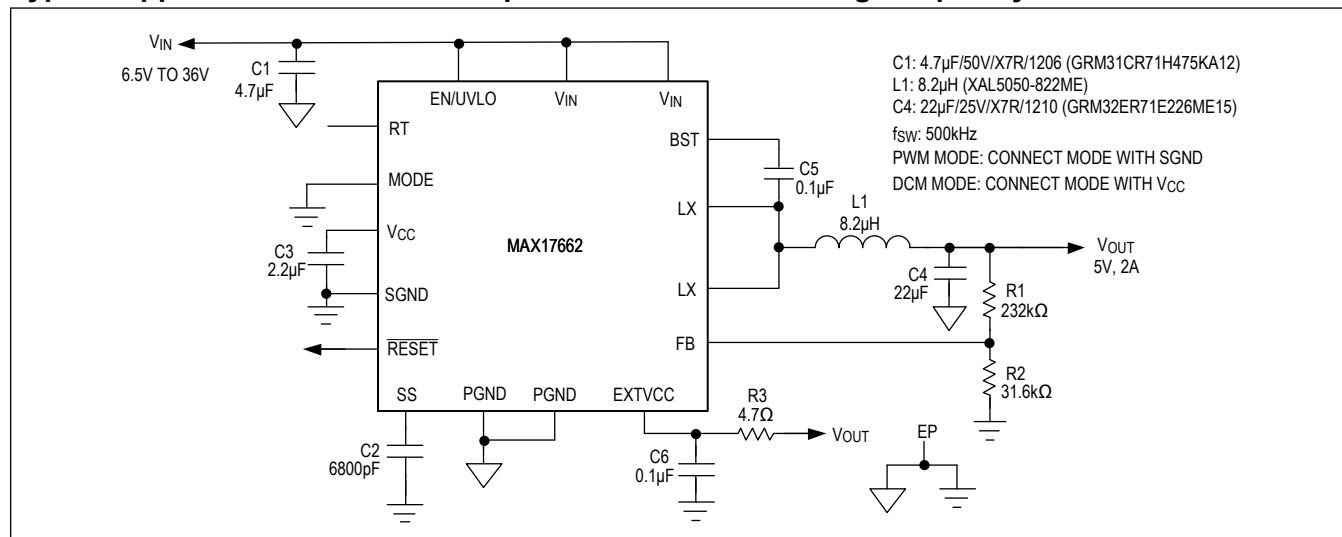 VIN
6.5V TO 36V
C1
4.7µF
EN/UVLO
VIN
VIN
C1: 4.7µF/50V/X7R/1206 (GRM31CR71H475KA12)
L1: 8.2µH (XAL5050-822ME)
C4: 22µF/25V/X7R/1210 (GRM32ER71E226ME15)
fSW: 500kHz
PWM MODE: CONNECT MODE WITH SGND
DCM MODE: CONNECT MODE WITH VCC
RT
BST
MODE
C5
0.1µF
LX
L1
8.2µH
VCC
MAX17662
C3
2.2µF
VOUT
5V, 2A
SGND
LX
C4
22µF
R1
232kΩ
RESET
FB
R2
31.6kΩ
SS
PGND
PGND
EXTVCC
R3
4.7Ω
VOUT
EP
C2
6800pF
C6
0.1µF